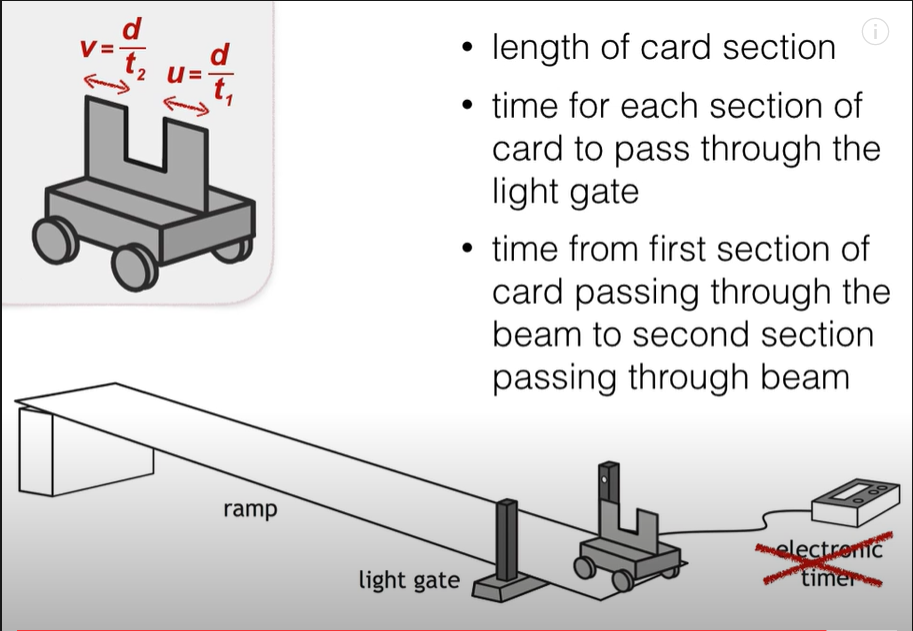 v = d/t₂
u = d/t₁
• length of card section
• time for each section of
card to pass through the
light gate
• time from first section of
card passing through the
beam to second section
passing through beam
ramp
light gate
electronic
timer
i